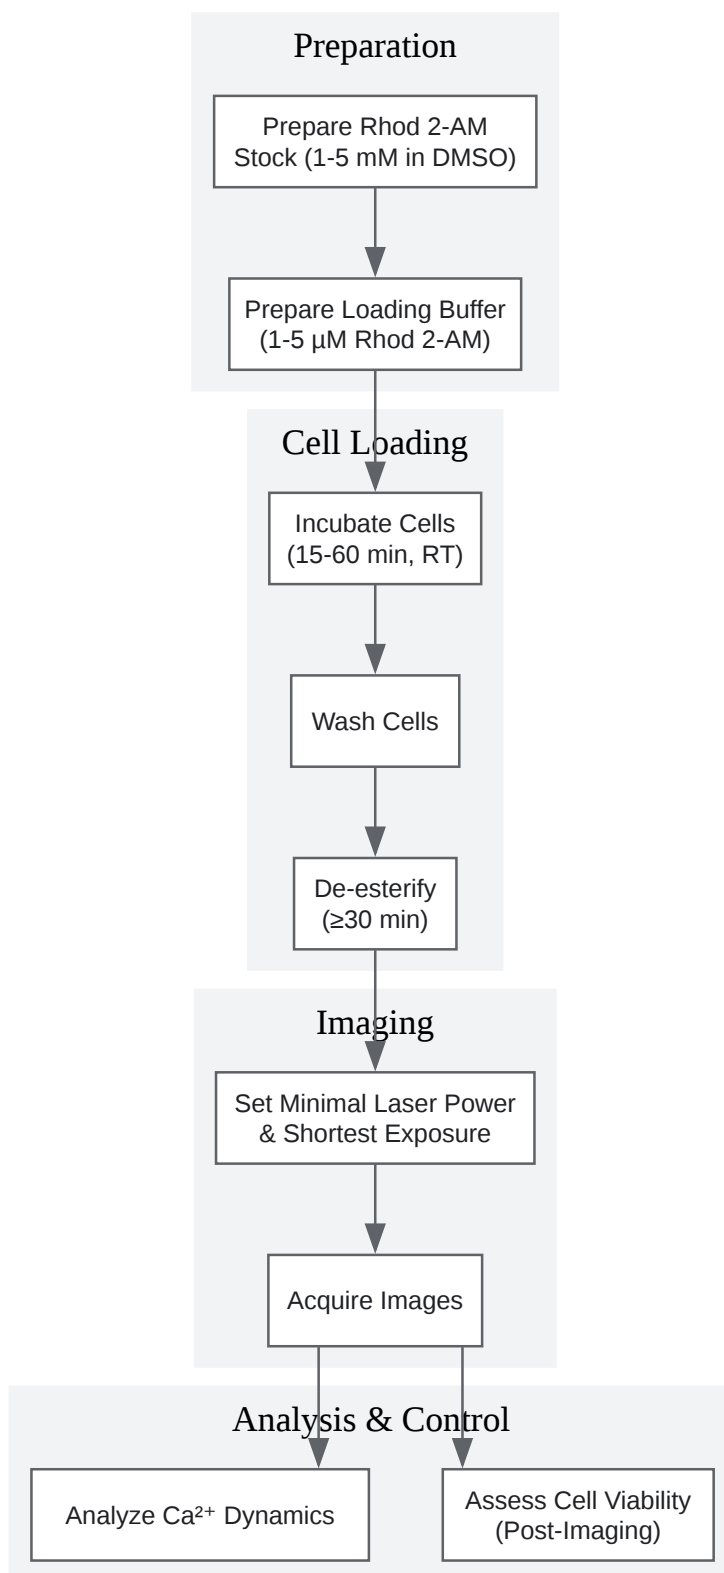 Preparation
Prepare Rhod 2-AM
Stock (1-5 mM in DMSO)
Prepare Loading Buffer
(1-5 µM Rhod 2-AM)
Cell Loading
Incubate Cells
(15-60 min, RT)
Wash Cells
De-esterify
(≥30 min)
Imaging
Set Minimal Laser Power
& Shortest Exposure
Acquire Images
Analysis & Control
Analyze Ca²⁺ Dynamics
Assess Cell Viability
(Post-Imaging)